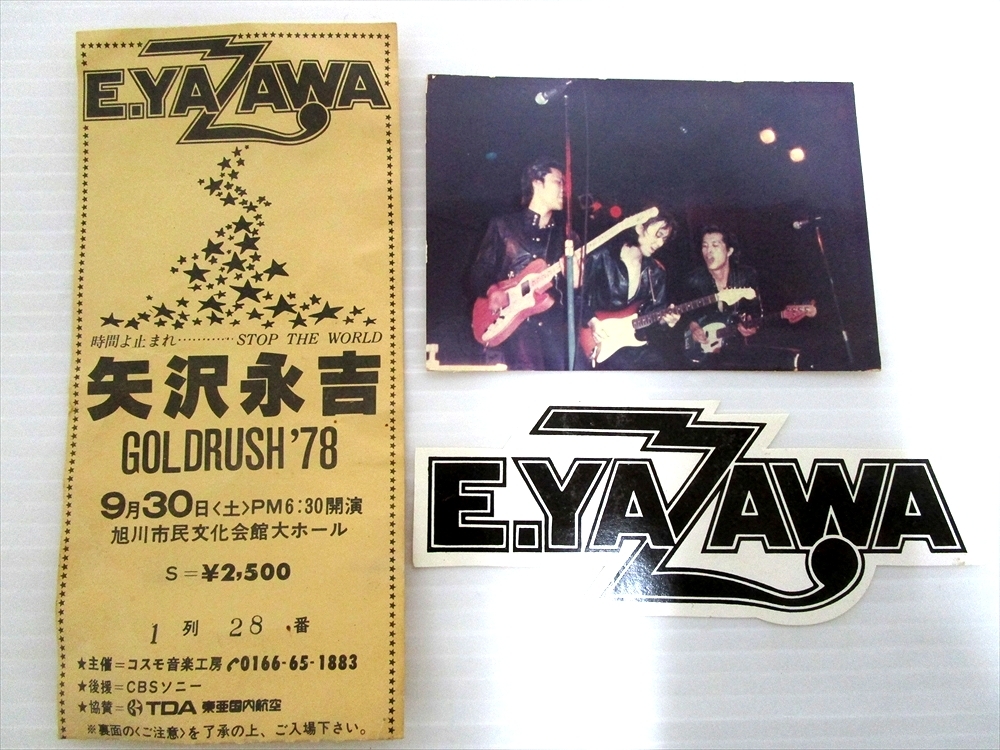 E.YAZAWA
時間よ止まれ…………STOP THE WORLD
矢沢永吉
GOLDRUSH '78
9月30日〈土〉PM6:30開演
旭川市民文化会館大ホール
S=¥2,500
1 列 28 番
★主催=コスモ音楽工房 ✆0166-65-1883
★後援=CBSソニー
★協賛= TDA 東亜国内航空
※裏面の〈ご注意〉を了承の上、ご入場下さい。
E.YAZAWA